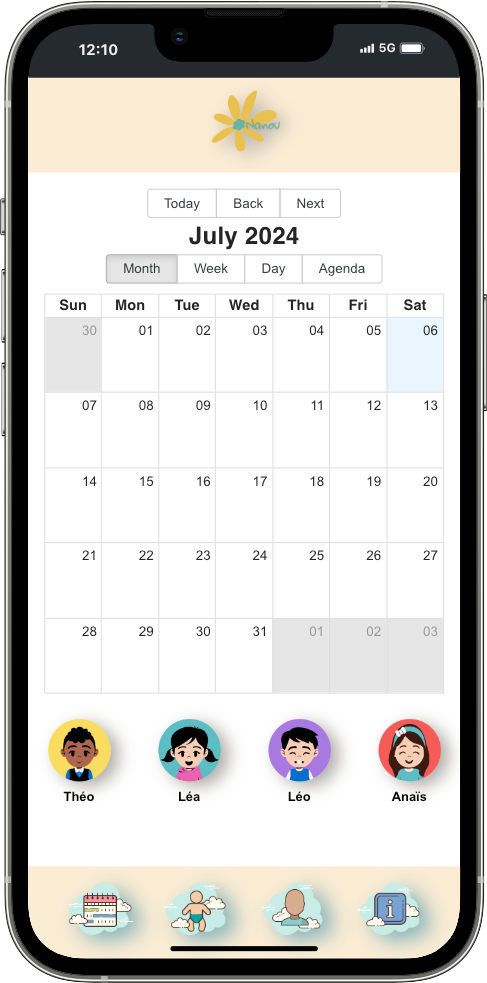 12:10 5G
Nanou
Today Back Next
July 2024
Month Week Day Agenda
Sun Mon Tue Wed Thu Fri Sat
30 01 02 03 04 05 06
07 08 09 10 11 12 13
14 15 16 17 18 19 20
21 22 23 24 25 26 27
28 29 30 31 01 02 03
Théo Léa Léo Anaïs
i